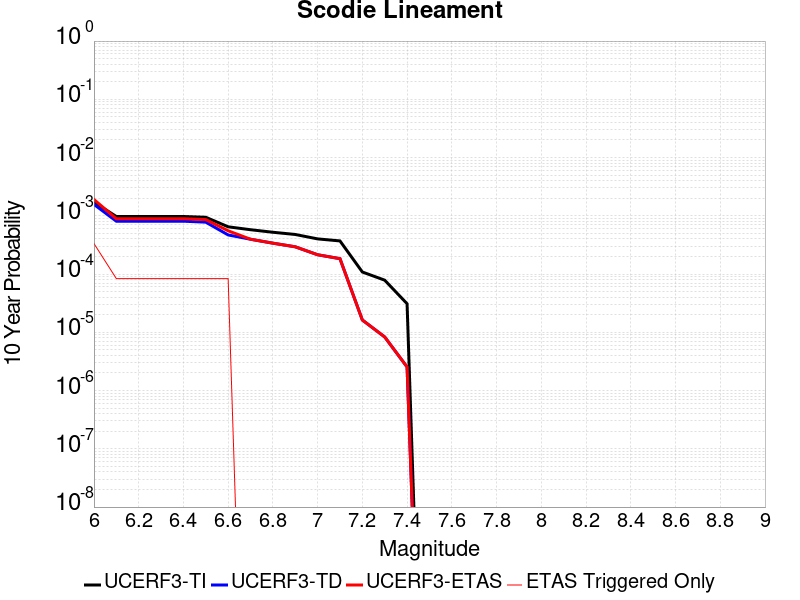 Scodie Lineament
10^0
10^-1
10^-2
10^-3
10^-4
10^-5
10^-6
10^-7
10^-8
10 Year Probability
6 6.2 6.4 6.6 6.8 7 7.2 7.4 7.6 7.8 8 8.2 8.4 8.6 8.8 9
Magnitude
UCERF3-TI UCERF3-TD UCERF3-ETAS ETAS Triggered Only